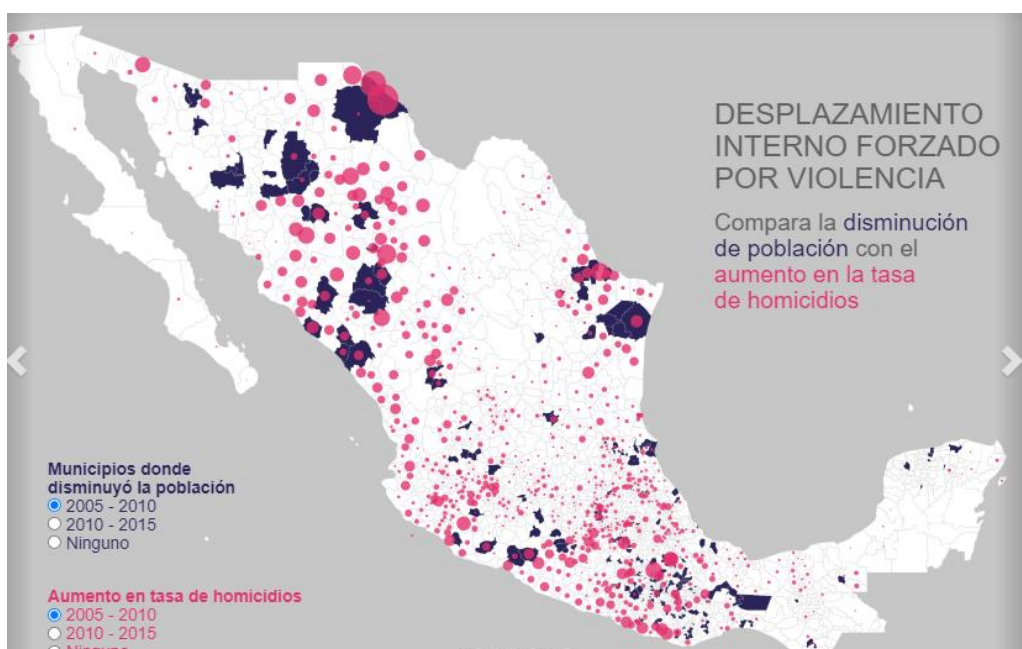 DESPLAZAMIENTO
INTERNO FORZADO
POR VIOLENCIA
Compara la disminución
de población con el
aumento en la tasa
de homicidios
Municipios donde
disminuyó la población
2005 - 2010
2010 - 2015
Ninguno
Aumento en tasa de homicidios
2005 - 2010
2010 - 2015
Ninguno